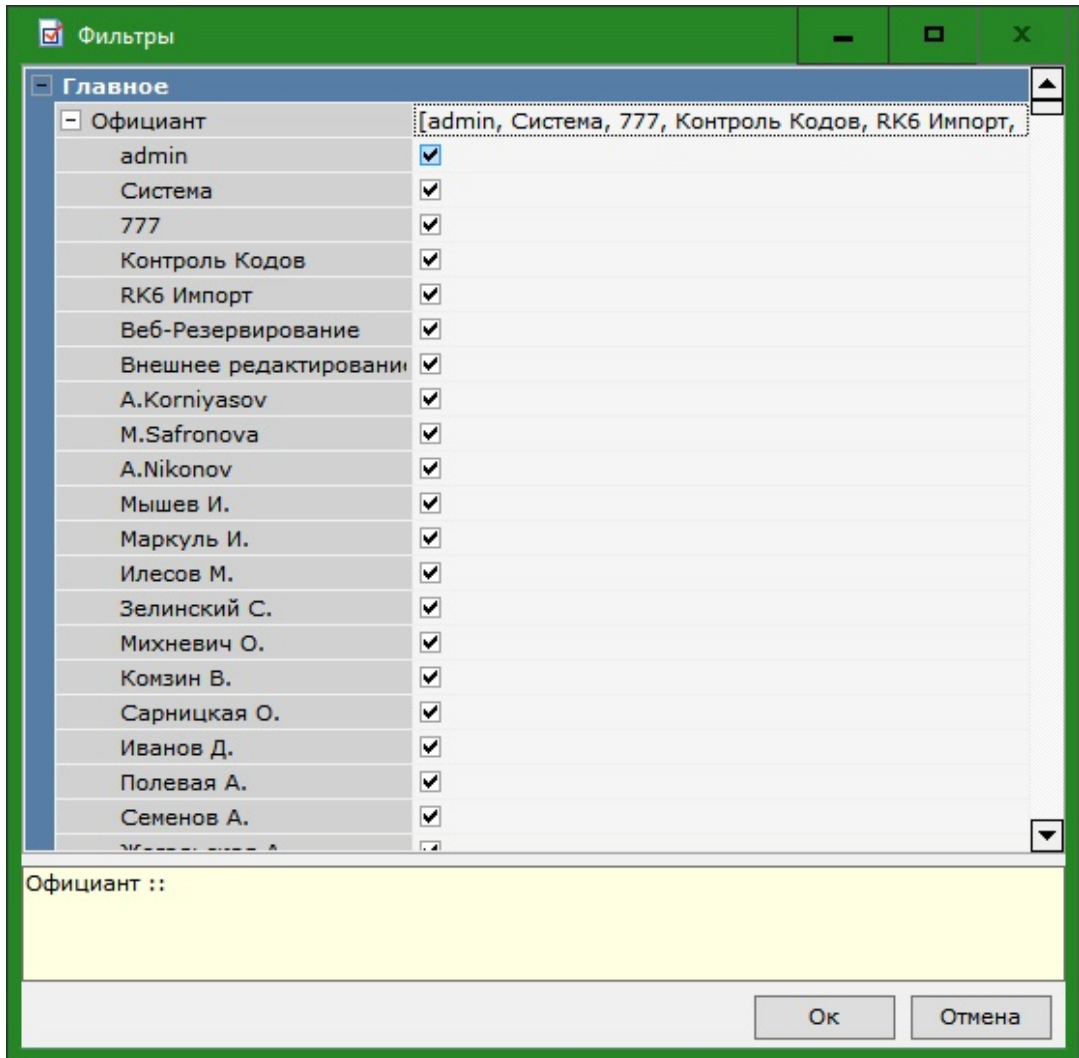 Фильтры
Главное
Официант [admin, Система, 777, Контроль Кодов, RK6 Импорт,
admin
Система
777
Контроль Кодов
RK6 Импорт
Веб-Резервирование
Внешнее редактировани
A.Korniyasov
M.Safronova
A.Nikonov
Мышев И.
Маркуль И.
Илесов М.
Зелинский С.
Михневич О.
Комзин В.
Сарницкая О.
Иванов Д.
Полевая А.
Семенов А.
Официант ::
Ок Отмена